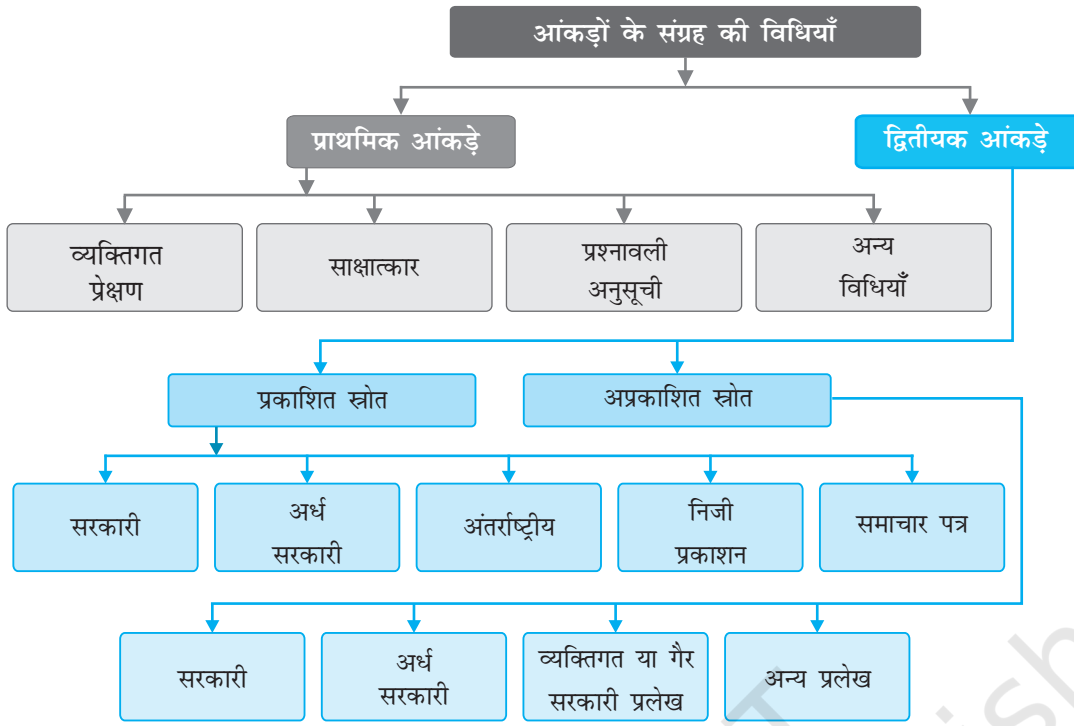 आंकड़ों के संग्रह की विधियाँ
प्राथमिक आंकड़े
द्वितीयक आंकड़े
व्यक्तिगत
प्रेक्षण
साक्षात्कार
प्रश्नावली
अनुसूची
अन्य
विधियाँ
प्रकाशित स्रोत
अप्रकाशित स्रोत
सरकारी
अर्ध
सरकारी
अंतर्राष्ट्रीय
निजी
प्रकाशन
समाचार पत्र
सरकारी
अर्ध
सरकारी
व्यक्तिगत या गैर
सरकारी प्रलेख
अन्य प्रलेख